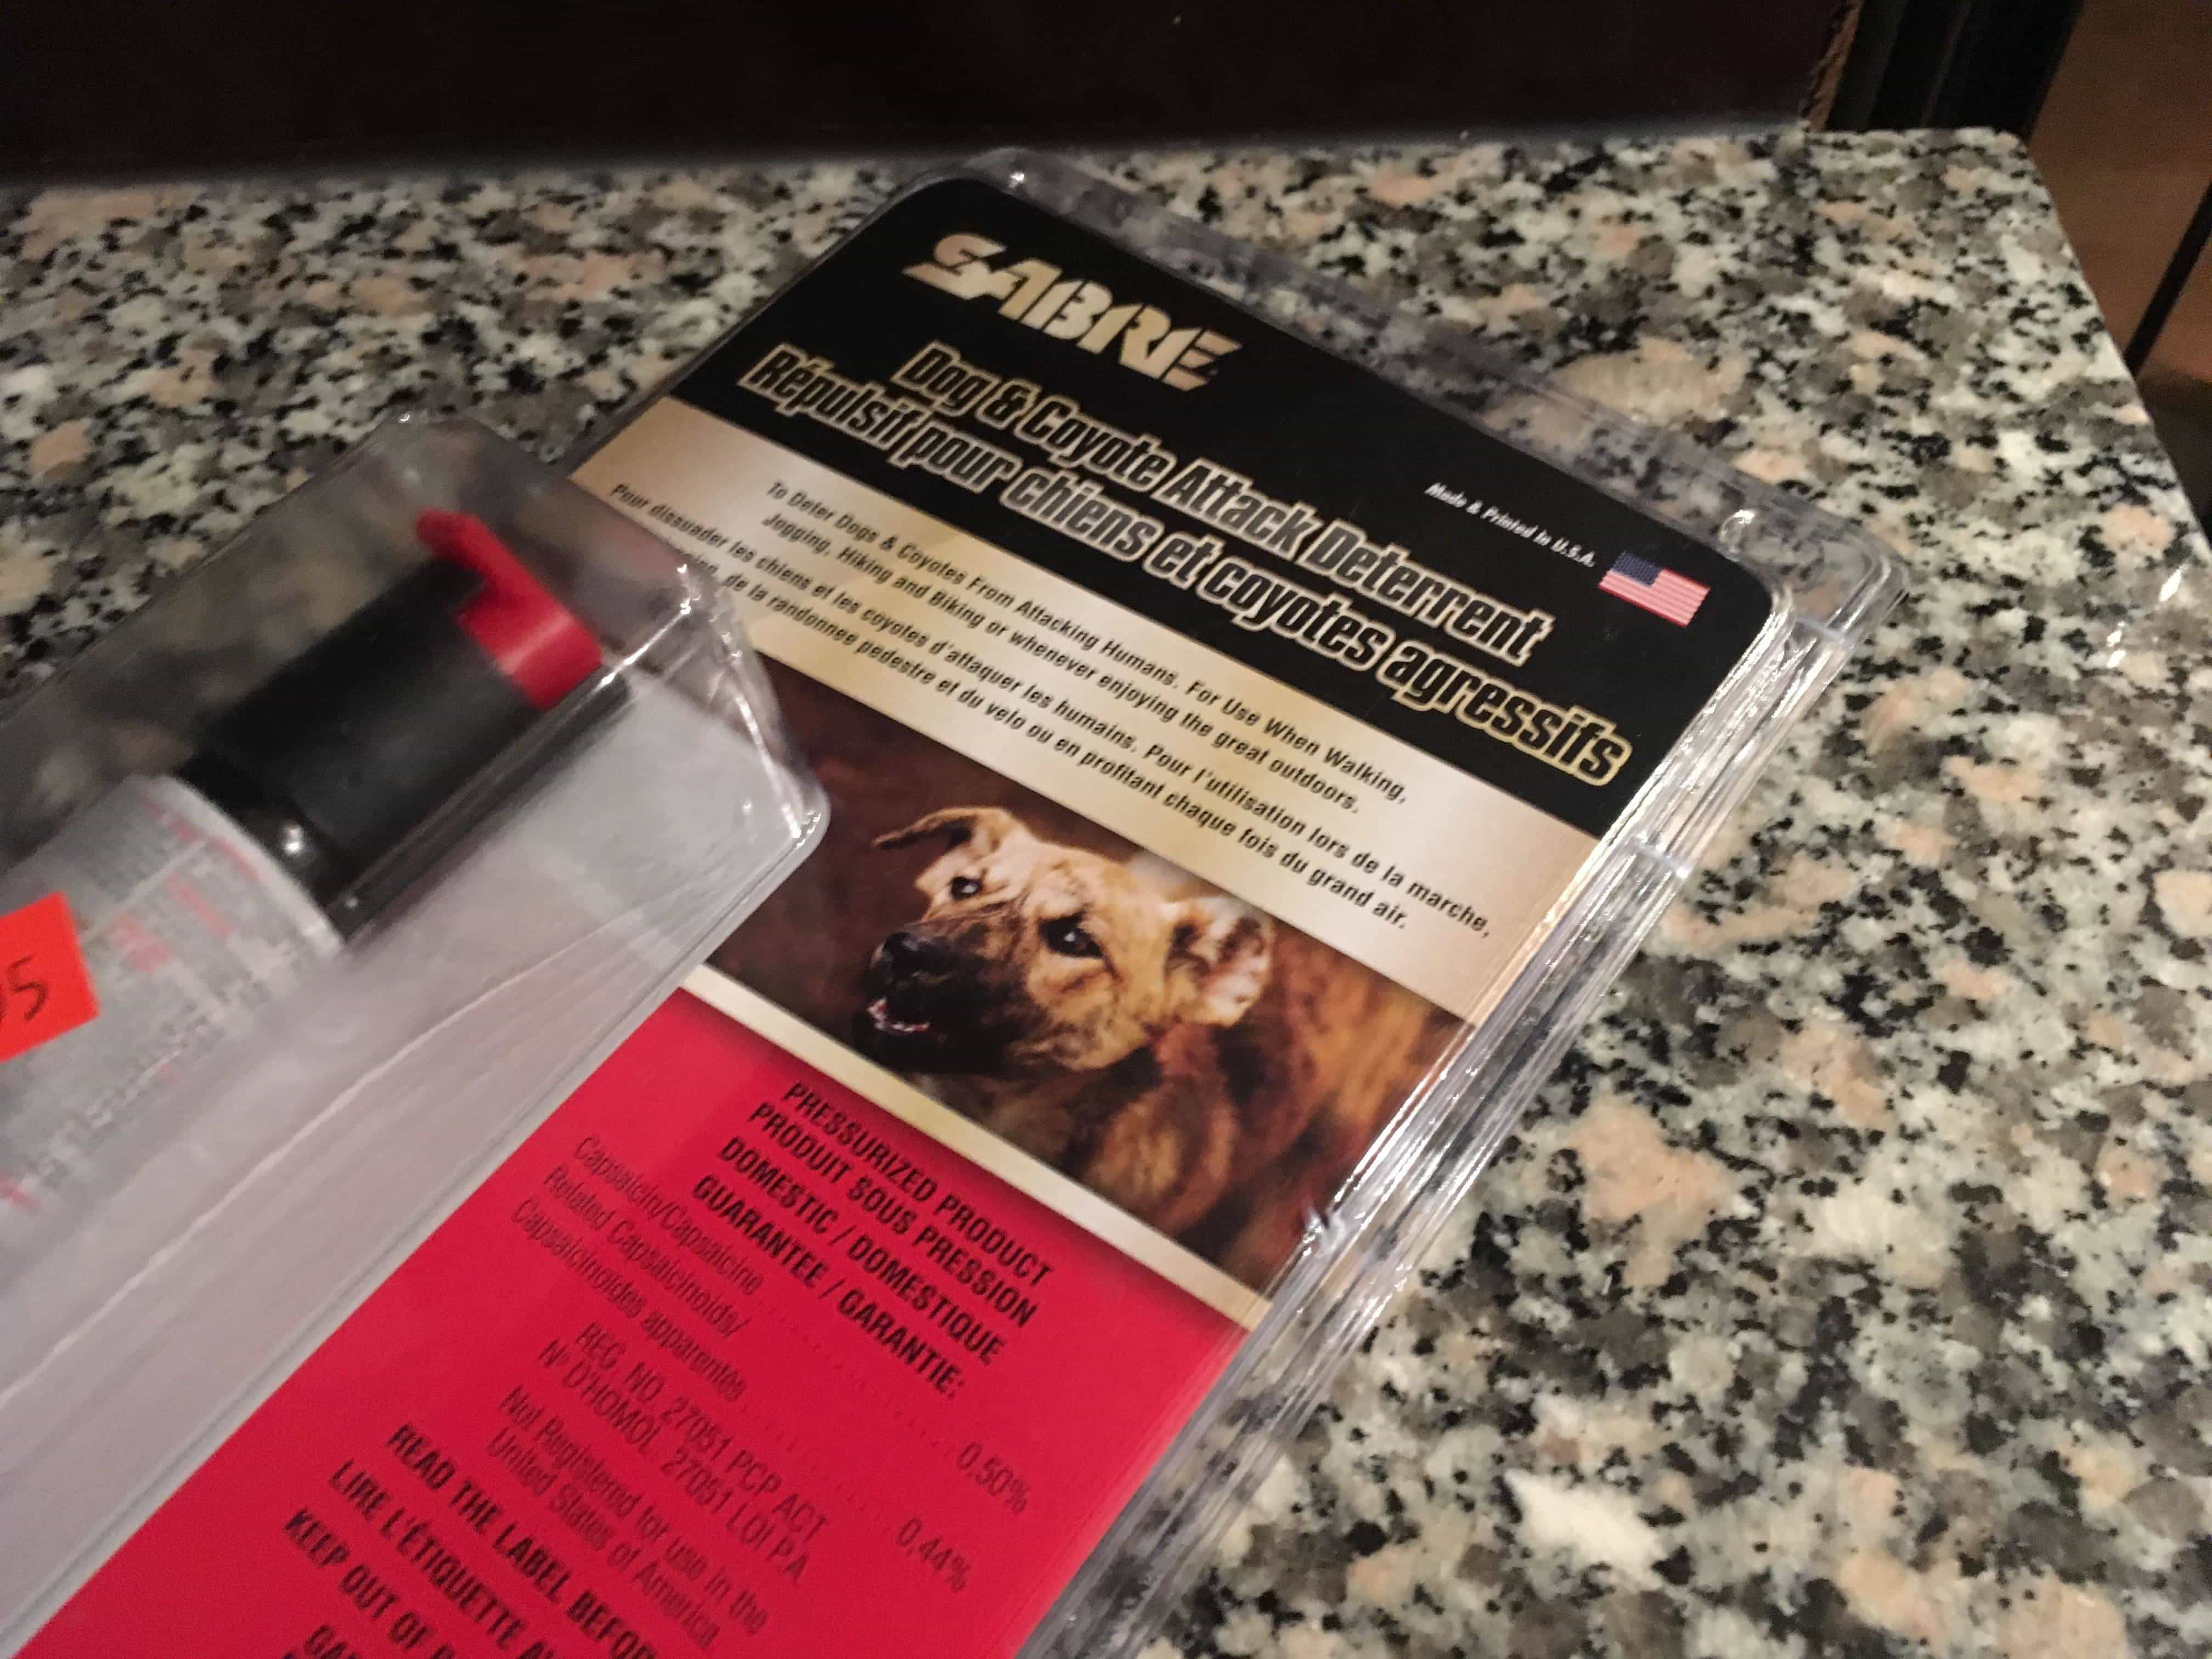 SABRE
Dog & Coyote Attack Deterrent
Répulsif pour chiens et coyotes agressifs
Made & Printed in U.S.A.
To Deter Dogs & Coyotes From Attacking Humans. For Use When Walking,
Jogging, Hiking and Biking or whenever enjoying the great outdoors.
Pour dissuader les chiens et les coyotes d'attaquer les humains. Pour l'utilisation lors de la marche,
de la randonnee pedestre et du velo ou en profitant chaque fois du grand air.
PRESSURIZED PRODUCT
PRODUIT SOUS PRESSION
DOMESTIC / DOMESTIQUE
GUARANTEE / GARANTIE:
Capsaicin/Capsaicine 0.50%
Related Capsaicinoids/
Capsaicinoides apparentés 0.44%
REG. NO. 27051 PCP ACT
N° D'HOMOL. 27051 LOI P.A.
Not Registered for use in the
United States of America.
READ THE LABEL BEFOR
LIRE L'ÉTIQUETTE AV
KEEP OUT OF